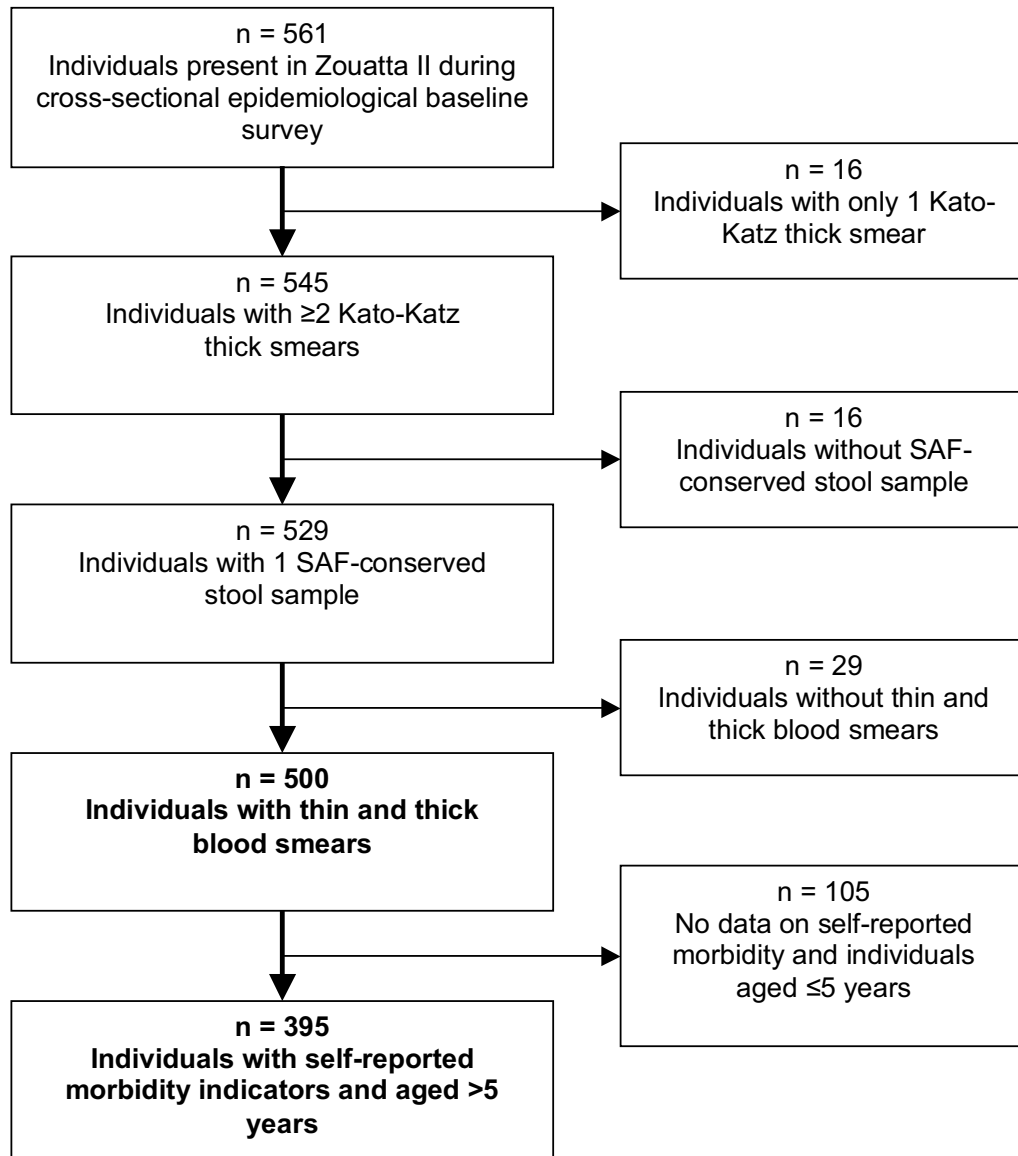 n = 561
Individuals present in Zouatta II during
cross-sectional epidemiological baseline
survey
n = 16
Individuals with only 1 Kato-
Katz thick smear
n = 545
Individuals with ≥2 Kato-Katz
thick smears
n = 16
Individuals without SAF-
conserved stool sample
n = 529
Individuals with 1 SAF-conserved
stool sample
n = 29
Individuals without thin and
thick blood smears
n = 500
Individuals with thin and thick
blood smears
n = 105
No data on self-reported
morbidity and individuals
aged ≤5 years
n = 395
Individuals with self-reported
morbidity indicators and aged >5
years